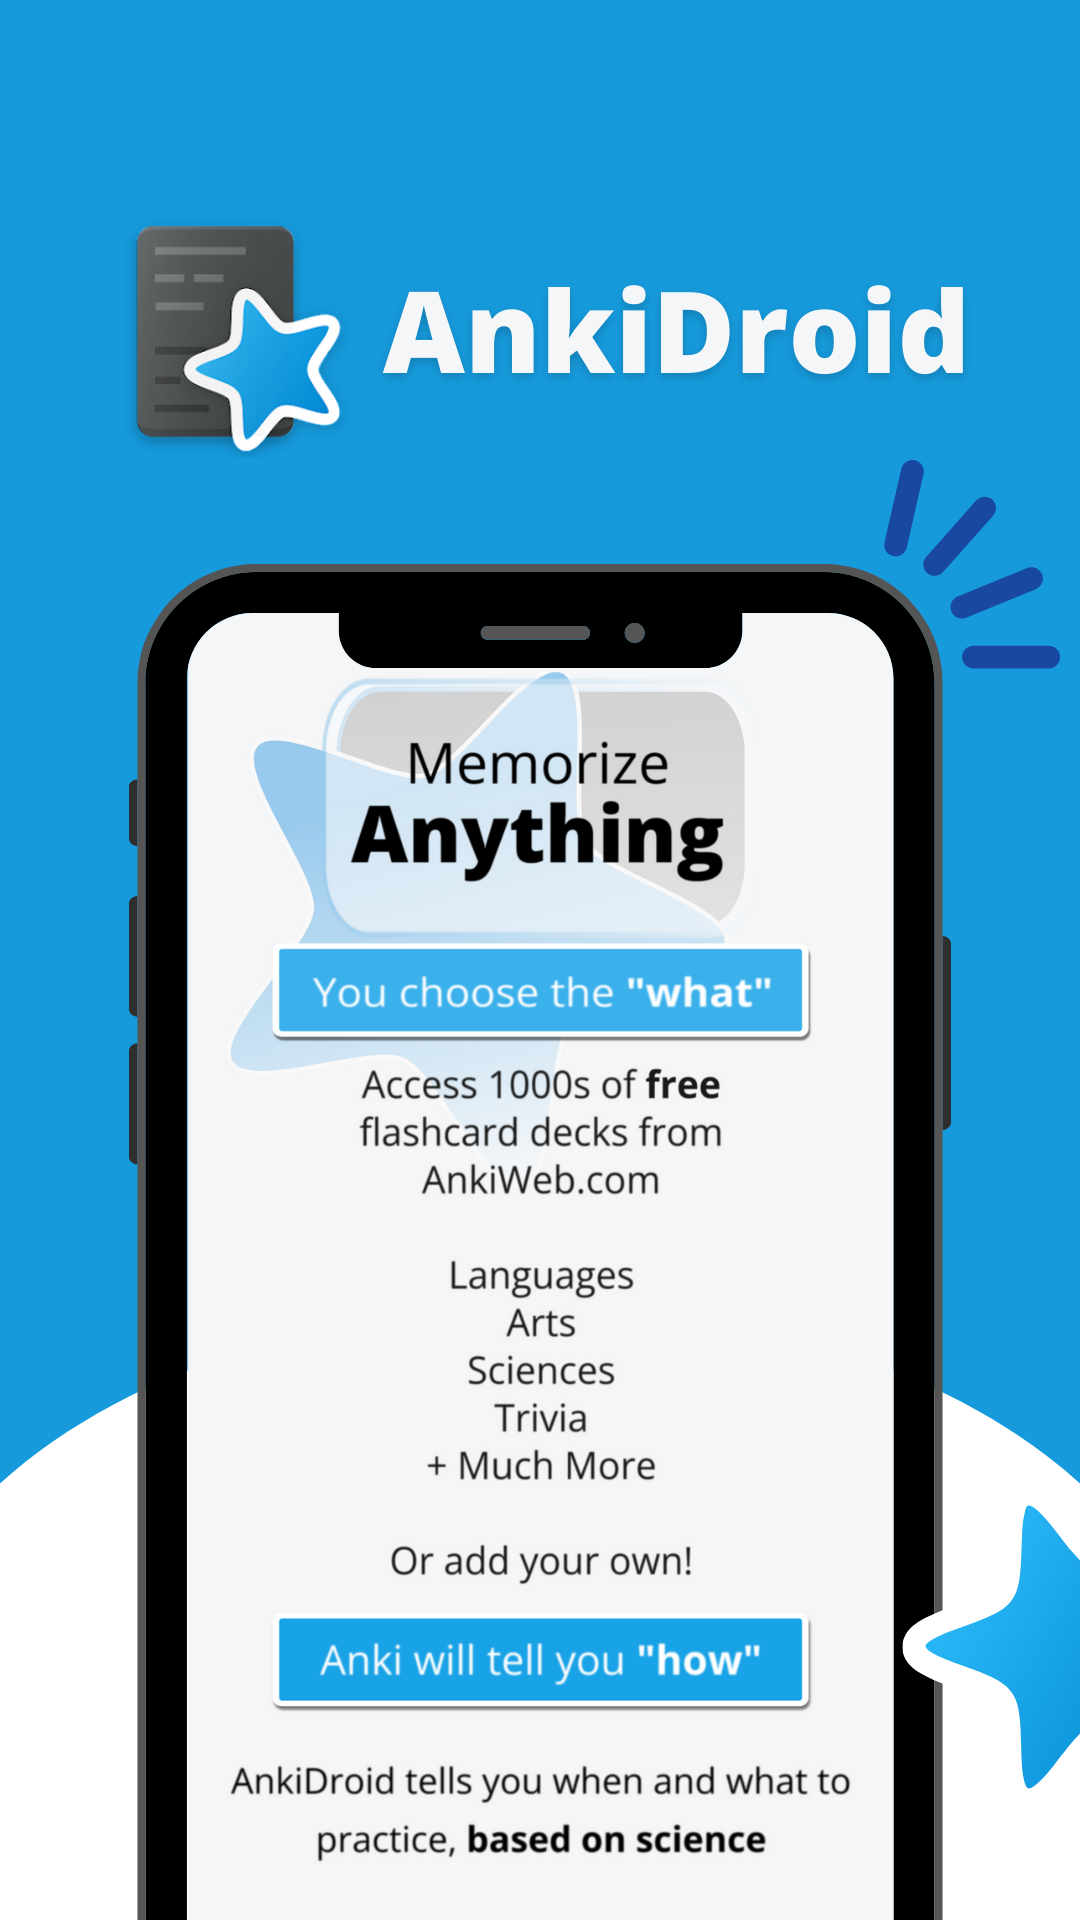 AnkiDroid
Memorize
Anything
You choose the "what"
Access 1000s of free
flashcard decks from
AnkiWeb.com
Languages
Arts
Sciences
Trivia
+ Much More
Or add your own!
Anki will tell you "how"
AnkiDroid tells you when and what to
practice, based on science